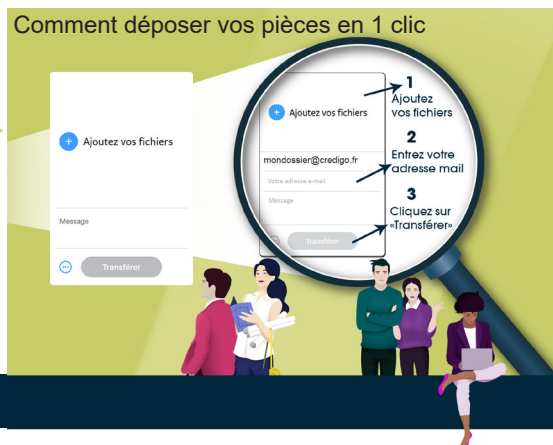 Comment déposer vos pièces en 1 clic
Ajoutez vos fichiers
Message
Transférer
Ajoutez vos fichiers
mondossier@credigo.fr
Votre adresse e-mail
Message
Transférer
1
Ajoutez
vos fichiers
2
Entrez votre
adresse mail
3
Cliquez sur
«Transférer»